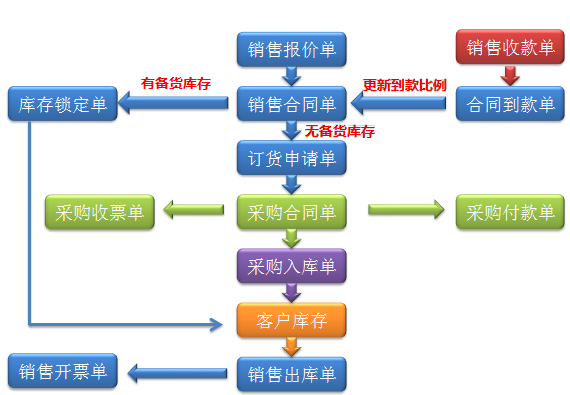 销售报价单
销售收款单
有备货库存
更新到款比例
库存锁定单
销售合同单
合同到款单
无备货库存
订货申请单
采购收票单
采购合同单
采购付款单
采购入库单
客户库存
销售开票单
销售出库单